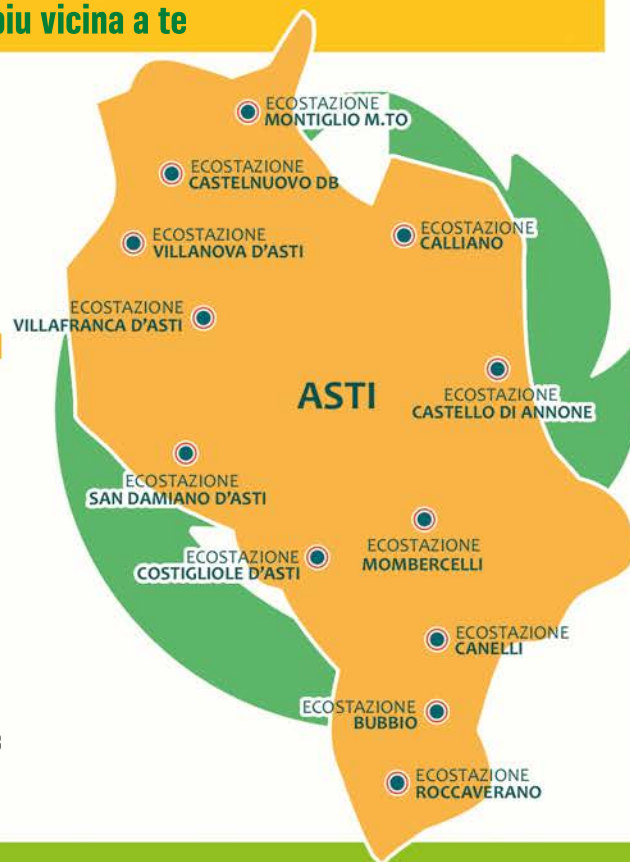 piu vicina a te
ECOSTAZIONE
MONTIGLIO M.TO
ECOSTAZIONE
CASTELNUOVO DB
ECOSTAZIONE
CALLIANO
ECOSTAZIONE
VILLANOVA D'ASTI
ECOSTAZIONE
VILLAFRANCA D'ASTI
ASTI
ECOSTAZIONE
CASTELLO DI ANNONE
ECOSTAZIONE
SAN DAMIANO D'ASTI
ECOSTAZIONE
MOMBERCELLI
ECOSTAZIONE
COSTIGLIOLE D'ASTI
ECOSTAZIONE
CANELLI
ECOSTAZIONE
BUBBIO
ECOSTAZIONE
ROCCAVERANO